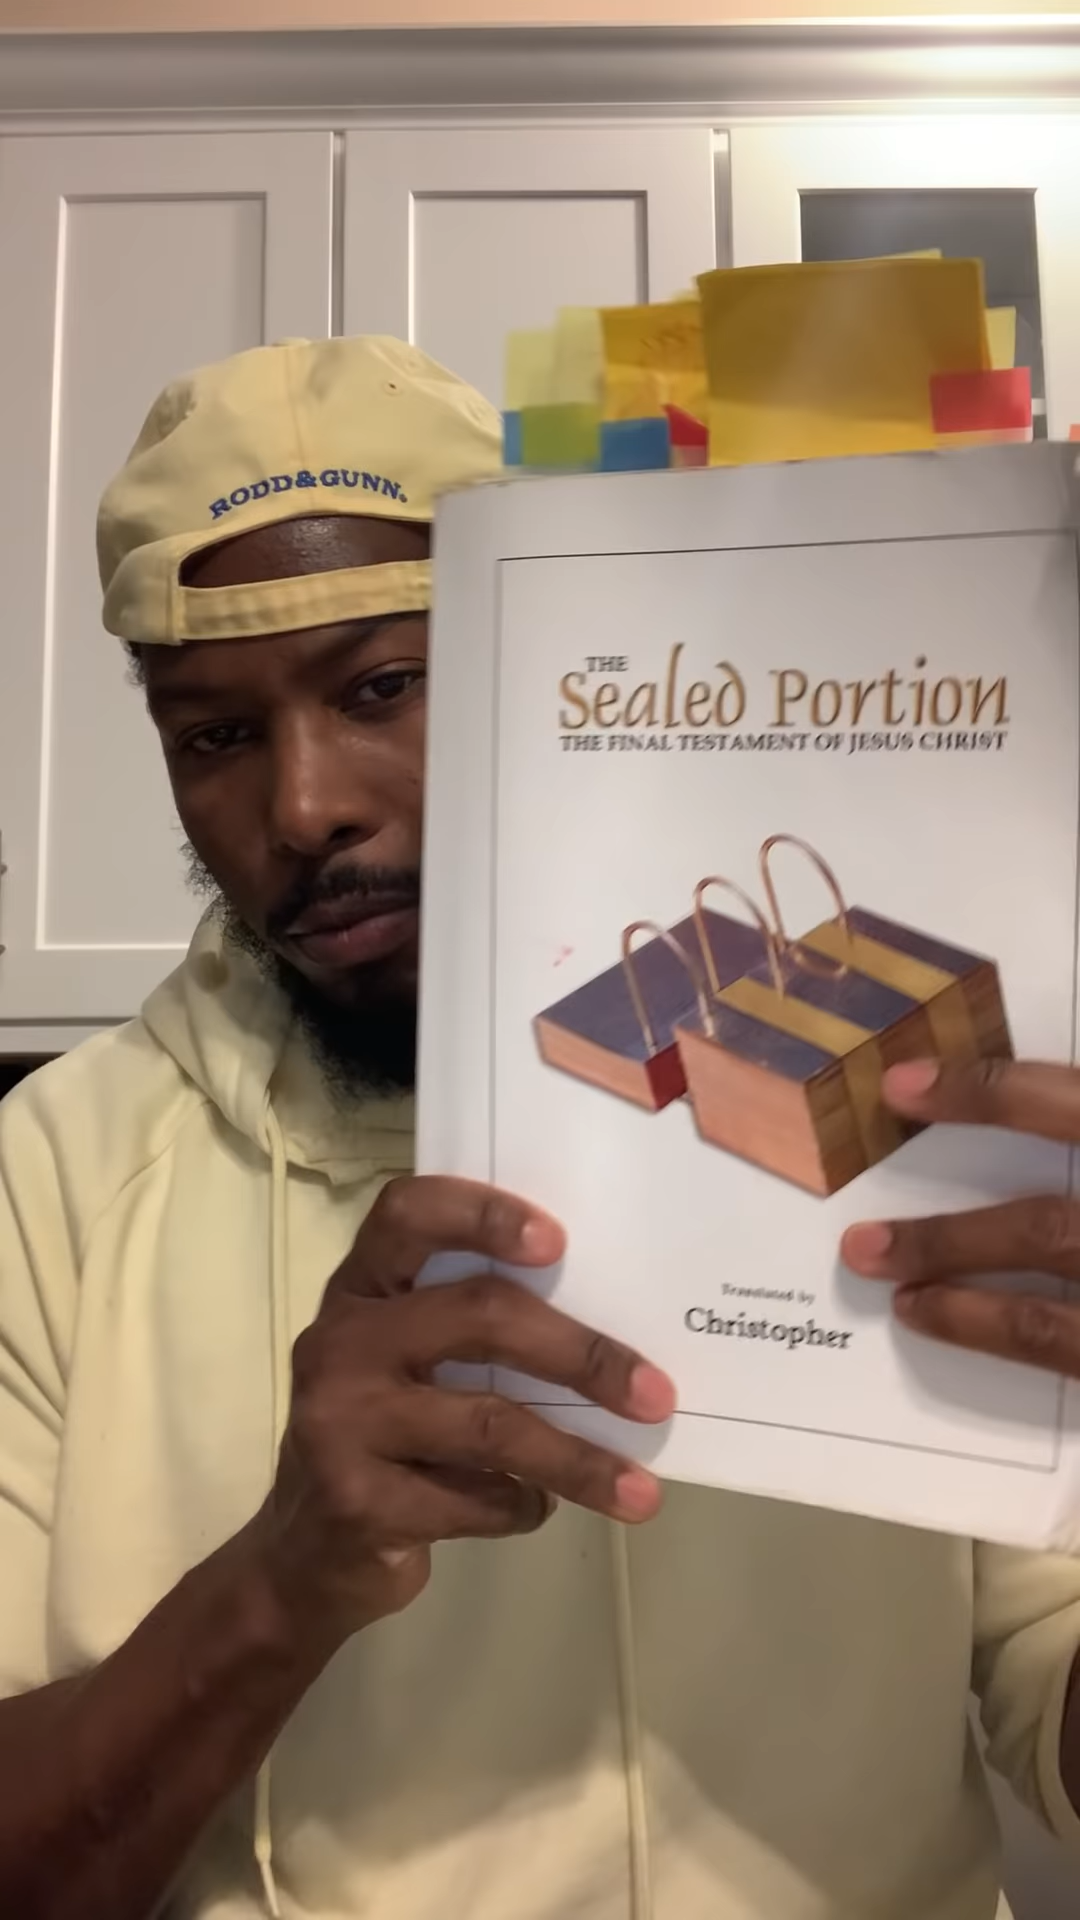 RODD&GUNN.
THE
Sealed Portion
THE FINAL TESTAMENT OF JESUS CHRIST
Translated by
Christopher